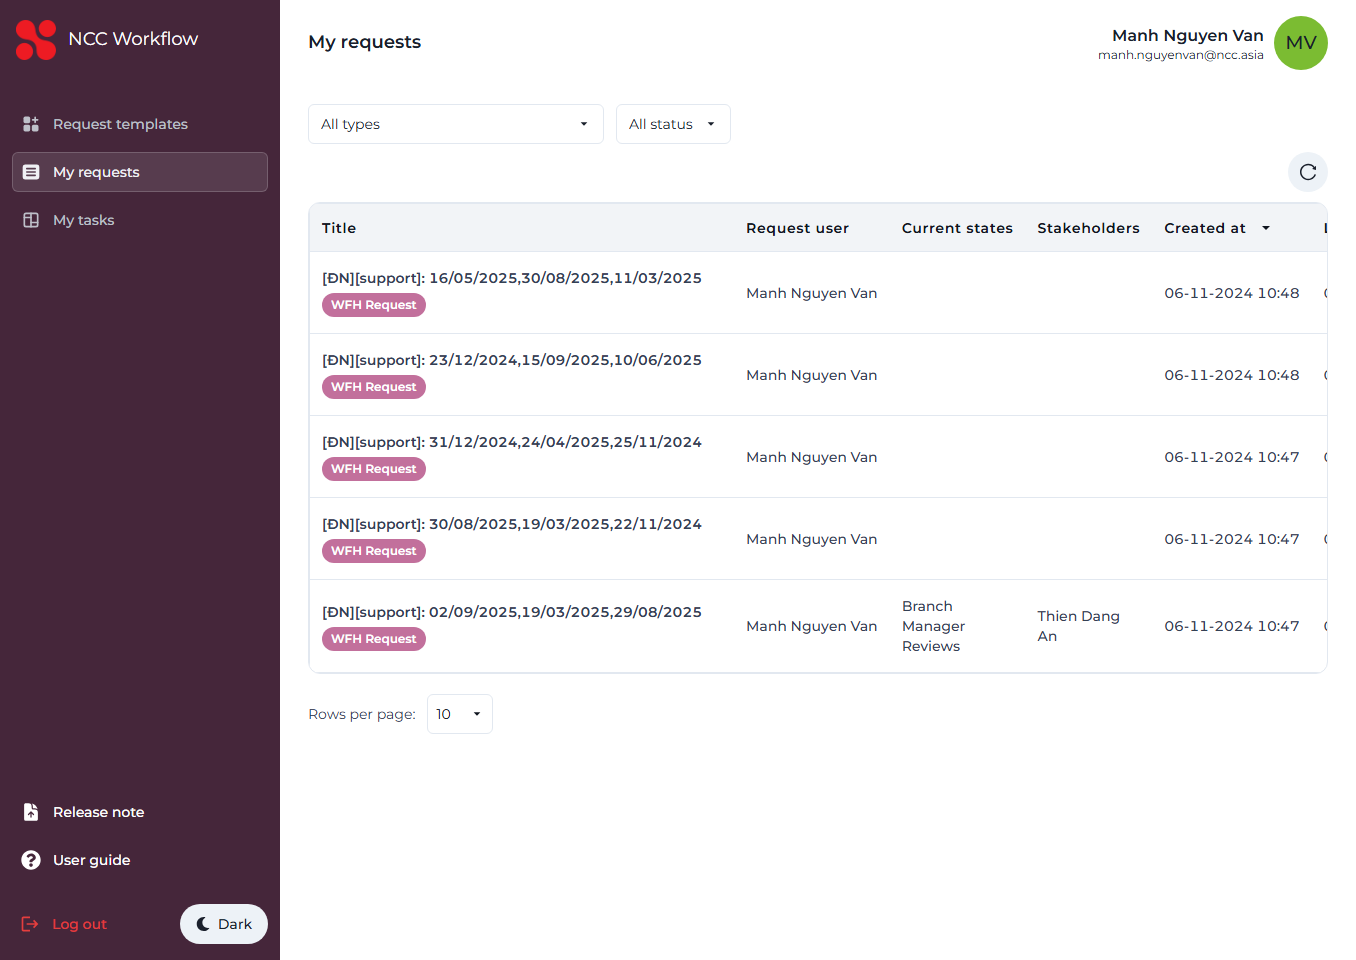 NCC Workflow
Request templates
My requests
My tasks
Release note
User guide
Log out
Dark
My requests
Manh Nguyen Van
manh.nguyenvan@ncc.asia
MV
All types
All status
Title Request user Current states Stakeholders Created at
[ĐN][support]: 16/05/2025,30/08/2025,11/03/2025
WFH Request
Manh Nguyen Van
06-11-2024 10:48
[ĐN][support]: 23/12/2024,15/09/2025,10/06/2025
WFH Request
Manh Nguyen Van
06-11-2024 10:48
[ĐN][support]: 31/12/2024,24/04/2025,25/11/2024
WFH Request
Manh Nguyen Van
06-11-2024 10:47
[ĐN][support]: 30/08/2025,19/03/2025,22/11/2024
WFH Request
Manh Nguyen Van
06-11-2024 10:47
[ĐN][support]: 02/09/2025,19/03/2025,29/08/2025
WFH Request
Manh Nguyen Van
Branch
Manager
Reviews
Thien Dang
An
06-11-2024 10:47
Rows per page: 10